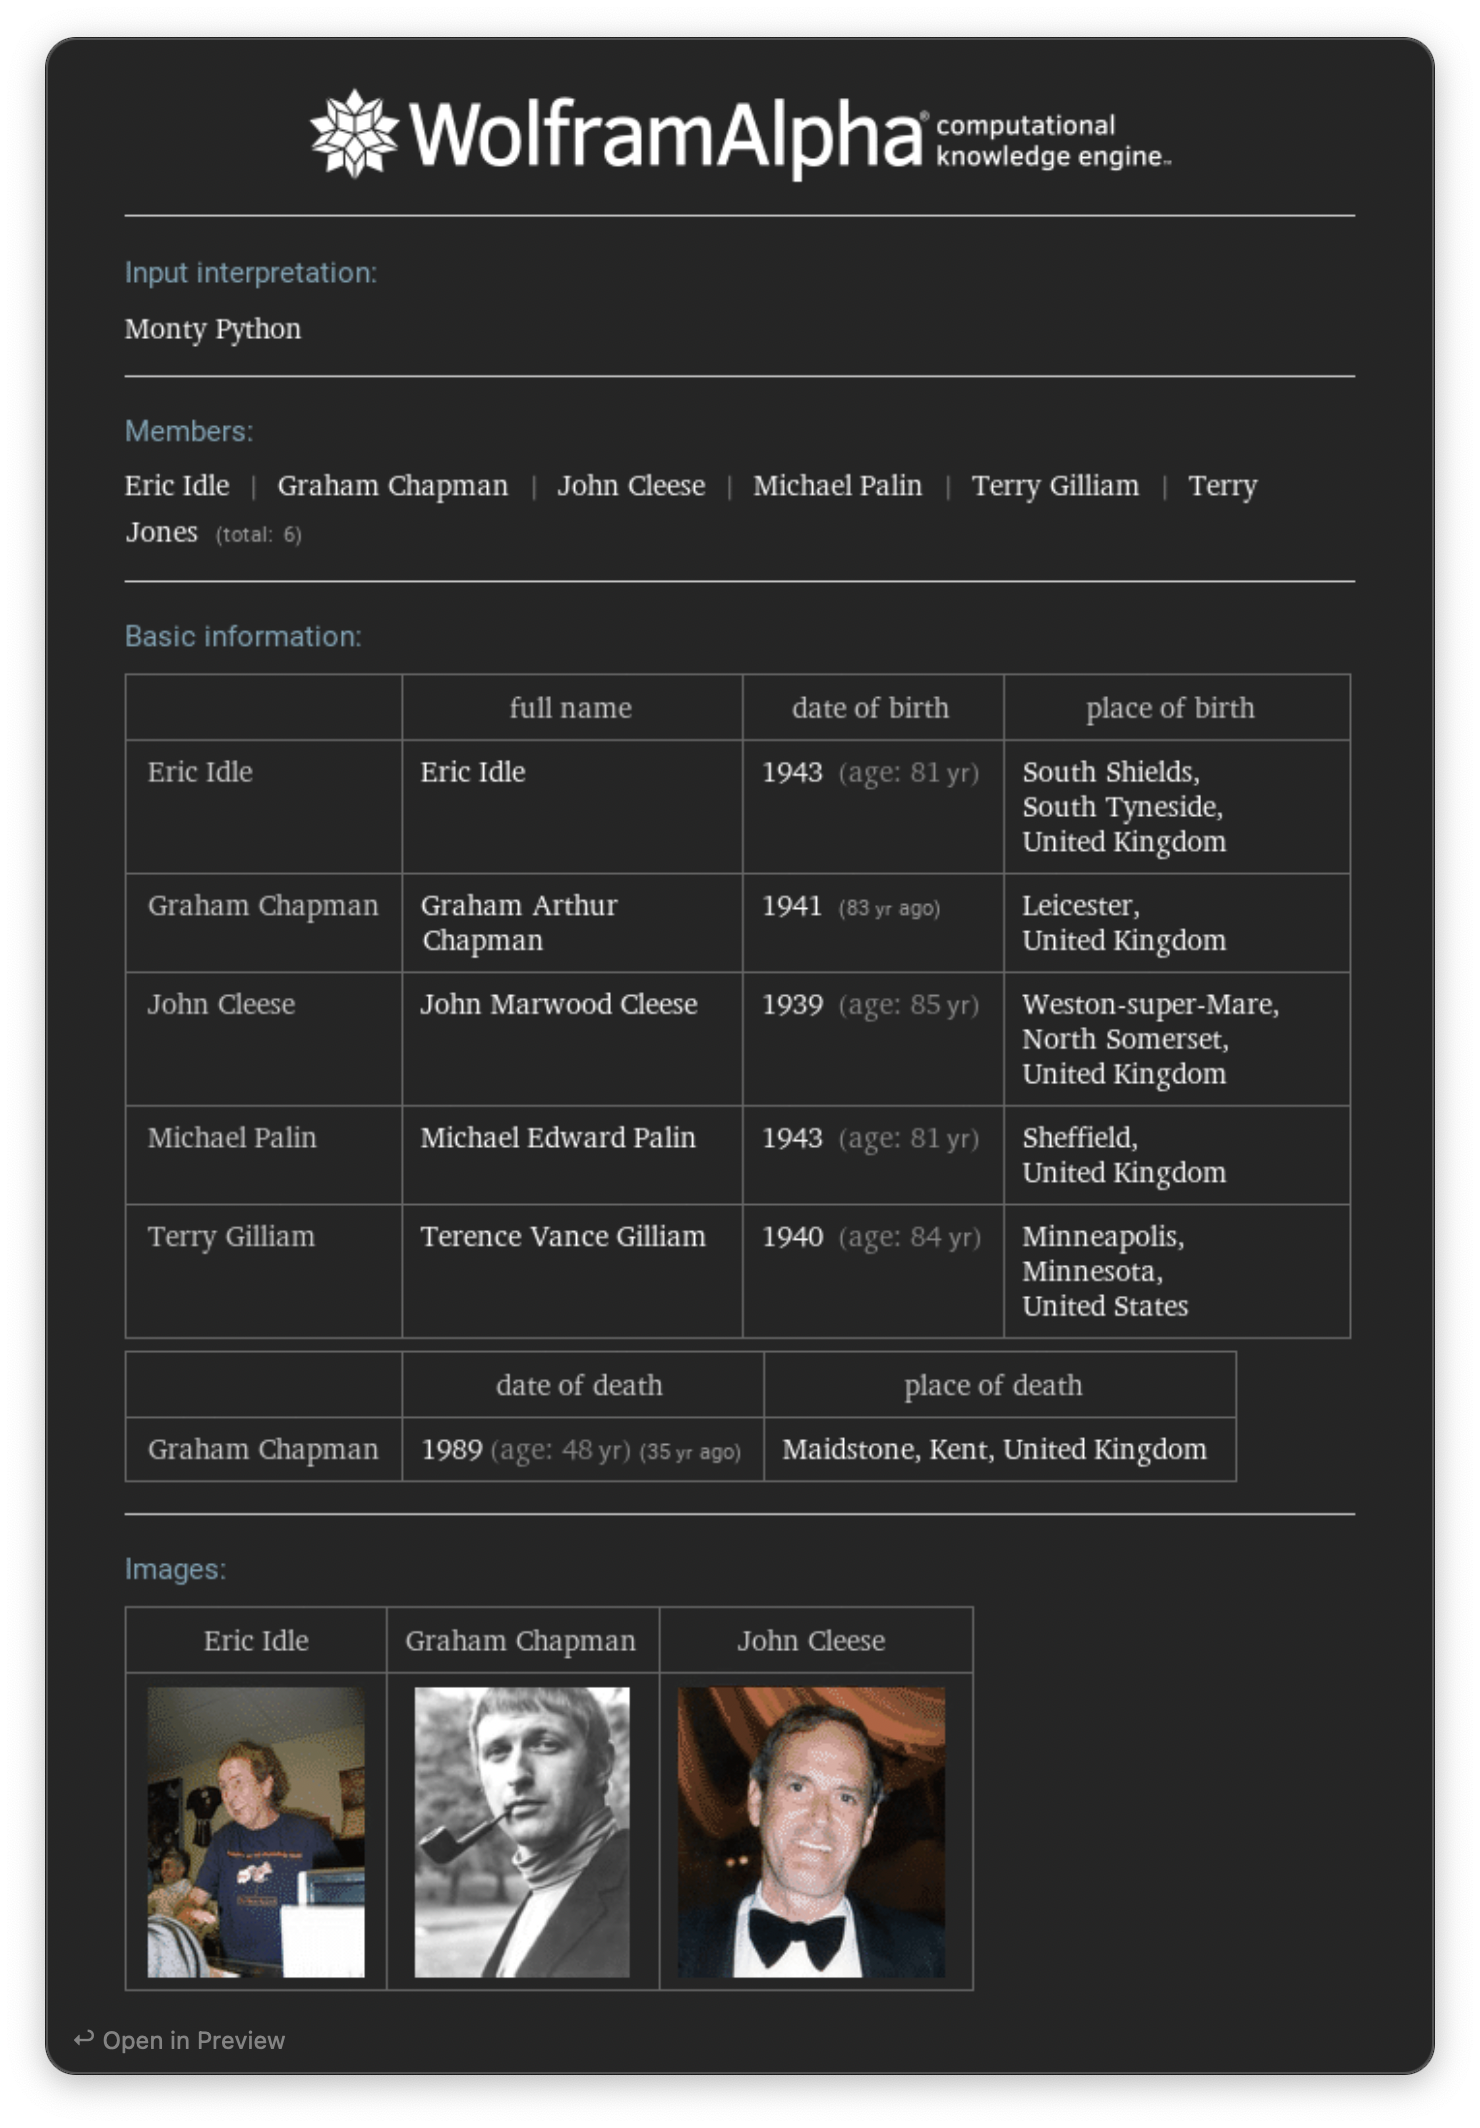 WolframAlpha® computational
knowledge engine™
Input interpretation:
Monty Python
Members:
Eric Idle | Graham Chapman | John Cleese | Michael Palin | Terry Gilliam | Terry
Jones (total: 6)
Basic information:
full name date of birth place of birth
Eric Idle Eric Idle 1943 (age: 81 yr) South Shields,
South Tyneside,
United Kingdom
Graham Chapman Graham Arthur 1941 (83 yr ago) Leicester,
Chapman United Kingdom
John Cleese John Marwood Cleese 1939 (age: 85 yr) Weston-super-Mare,
North Somerset,
United Kingdom
Michael Palin Michael Edward Palin 1943 (age: 81 yr) Sheffield,
United Kingdom
Terry Gilliam Terence Vance Gilliam 1940 (age: 84 yr) Minneapolis,
Minnesota,
United States
date of death place of death
Graham Chapman 1989 (age: 48 yr) (35 yr ago) Maidstone, Kent, United Kingdom
Images:
Eric Idle Graham Chapman John Cleese
↩ Open in Preview